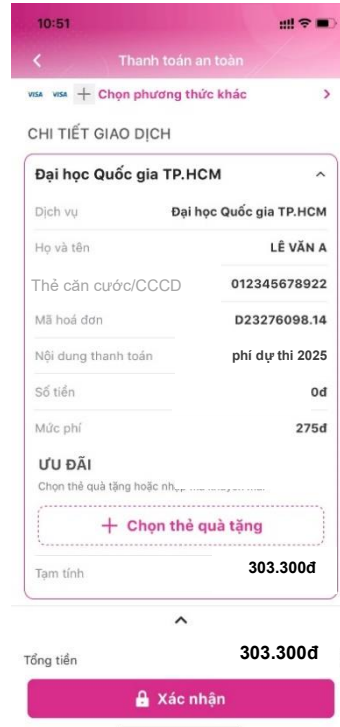 10:51
Thanh toán an toàn
VISA VISA + Chọn phương thức khác
CHI TIẾT GIAO DỊCH
Đại học Quốc gia TP.HCM
Dịch vụ Đại học Quốc gia TP.HCM
Họ và tên LÊ VĂN A
Thẻ căn cước/CCCD 012345678922
Mã hoá đơn D23276098.14
Nội dung thanh toán phí dự thi 2025
Số tiền 0đ
Mức phí 275đ
ƯU ĐÃI
Chọn thẻ quà tặng hoặc
+ Chọn thẻ quà tặng
Tạm tính 303.300đ
Tổng tiền 303.300đ
Xác nhận